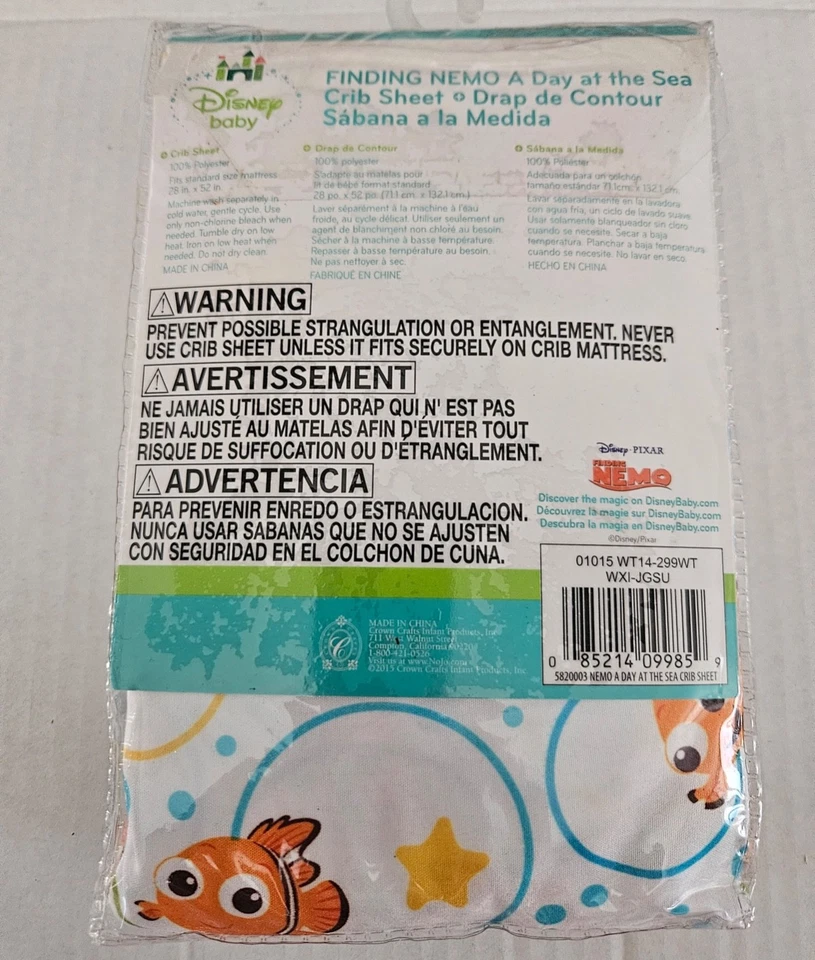 Disney
baby
FINDING NEMO A Day at the Sea
Crib Sheet • Drap de Contour
Sábana a la Medida
Crib Sheet
100% Polyester
Fits standard size mattress
28 in. x 52 in.
Machine wash separately in
cold water, gentle cycle. Use
only non-chlorine bleach when
needed. Tumble dry on low
heat. Iron on low heat when
needed. Do not dry clean.
MADE IN CHINA
Drap de Contour
100% polyester
S'adapte au matelas pour
lit de bébé format standard
28 po. x 52 po. (71.1 cm. x 132.1 cm.)
Laver séparément à la machine à l'eau
froide, au cycle délicat. Utiliser seulement un
agent de blanchiment non chloré au besoin.
Sécher à la machine à basse température.
Repasser à basse température au besoin.
Ne pas nettoyer à sec.
FABRIQUÉ EN CHINE
Sábana a la Medida
100% Poliéster
Adecuada para un colchón
tamaño estándar 71.1cm. x 132.1 cm.
Lavar separadamente en la lavadora
con agua fría, un ciclo de lavado suave.
Usar solamente blanqueador sin cloro
cuando se necesite. Secar a baja
temperatura. Planchar a baja temperatura
cuando se necesite. No lavar en seco.
HECHO EN CHINA
WARNING
PREVENT POSSIBLE STRANGULATION OR ENTANGLEMENT. NEVER
USE CRIB SHEET UNLESS IT FITS SECURELY ON CRIB MATTRESS.
AVERTISSEMENT
NE JAMAIS UTILISER UN DRAP QUI N' EST PAS
BIEN AJUSTÉ AU MATELAS AFIN D'ÉVITER TOUT
RISQUE DE SUFFOCATION OU D'ÉTRANGLEMENT.
ADVERTENCIA
PARA PREVENIR ENREDO O ESTRANGULACION.
NUNCA USAR SABANAS QUE NO SE AJUSTEN
CON SEGURIDAD EN EL COLCHON DE CUNA.
Disney • PIXAR
FINDING
NEMO
Discover the magic on DisneyBaby.com
Découvrez la magie sur DisneyBaby.com
Descubra la magia en DisneyBaby.com
©Disney/Pixar
01015 WT14-299WT
WXI-JGSU
0 85214 09985 9
5820003 NEMO A DAY AT THE SEA CRIB SHEET
MADE IN CHINA
Crown Crafts Infant Products, Inc.
711 West Walnut Street
Compton, California 90220
1-800-421-0526
Visit us at www.NoJo.com
©2015 Crown Crafts Infant Products, Inc.